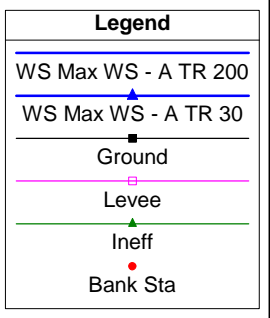 Legend
WS Max WS - A TR 200
WS Max WS - A TR 30
Ground
Levee
Ineff
Bank Sta